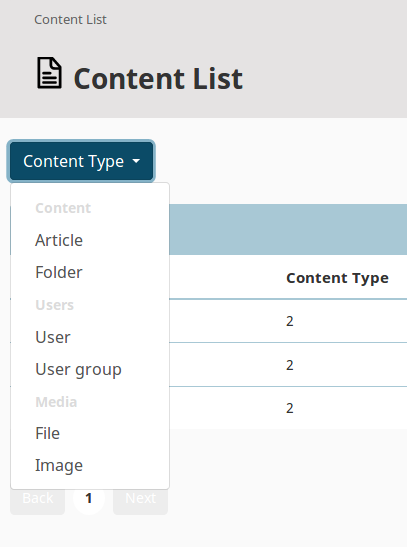 Content List
Content List
Content Type
Content
Article
Folder
Users
User
User group
Media
File
Image
Content Type
2
2
2
Back 1 Next